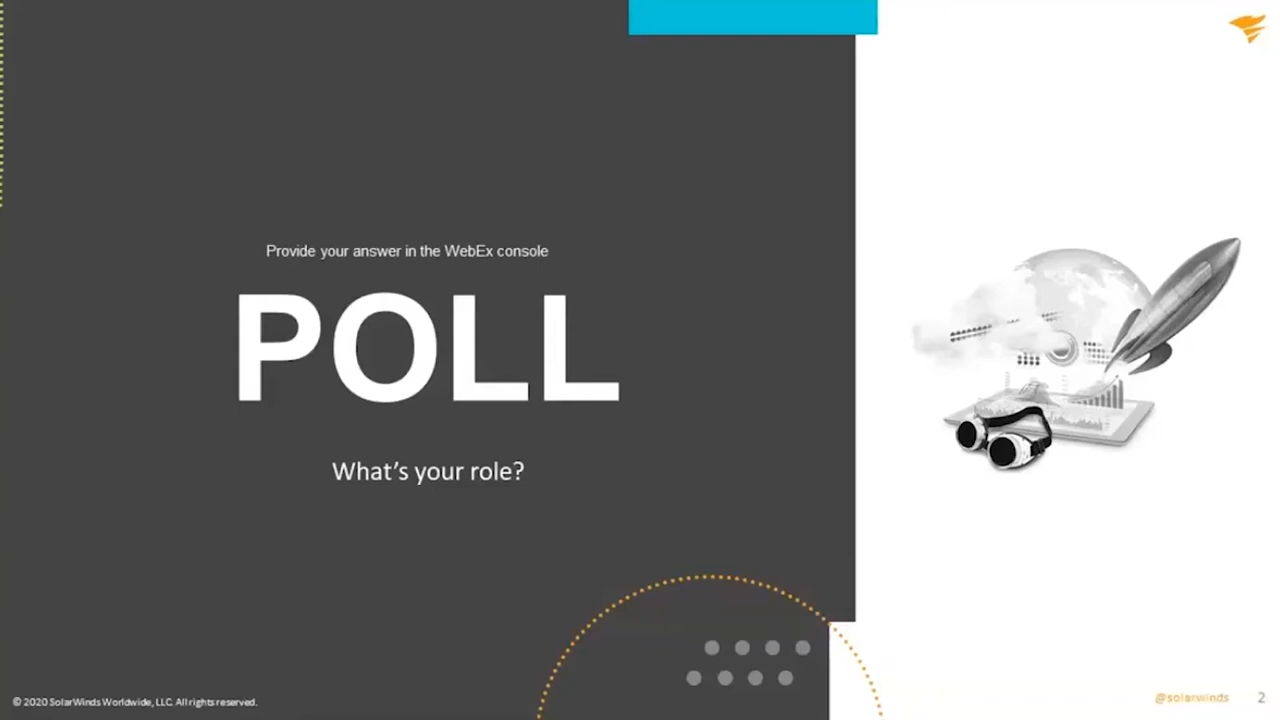 Provide your answer in the WebEx console
POLL
What's your role?
© 2020 SolarWinds Worldwide, LLC. All rights reserved.
@solarwinds
2